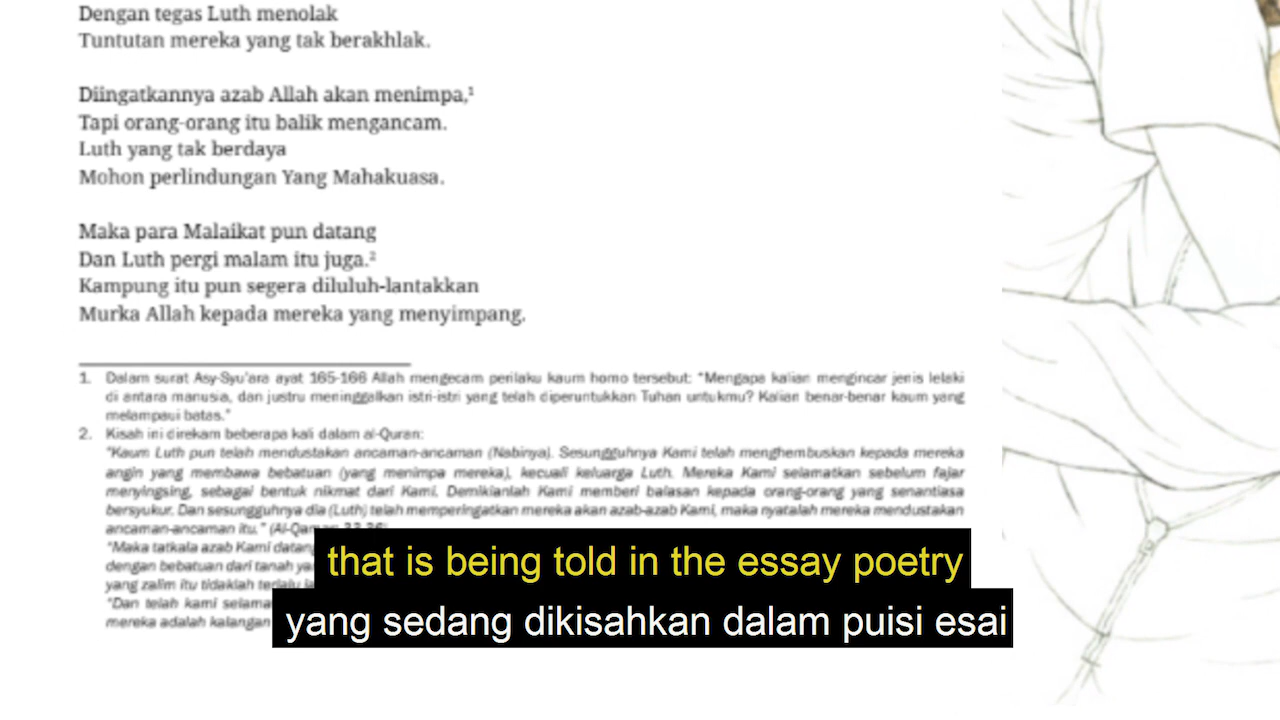 Dengan tegas Luth menolak
Tuntutan mereka yang tak berakhlak.
Diingatkannya azab Allah akan menimpa,¹
Tapi orang-orang itu balik mengancam.
Luth yang tak berdaya
Mohon perlindungan Yang Mahakuasa.
Maka para Malaikat pun datang
Dan Luth pergi malam itu juga.²
Kampung itu pun segera diluluh-lantakkan
Murka Allah kepada mereka yang menyimpang.
1. Dalam surat Asy-Syu'ara ayat 165-166 Allah mengecam perilaku kaum homo tersebut: "Mengapa kalian mengincar jenis lelaki
di antara manusia, dan justru meninggalkan istri-istri yang telah diperuntukkan Tuhan untukmu? Kalian benar-benar kaum yang
melampaui batas."
2. Kisah ini direkam beberapa kali dalam al-Quran:
"Kaum Luth pun telah mendustakan ancaman-ancaman (Nabinya). Sesungguhnya Kami telah menghembuskan kepada mereka
angin yang membawa bebatuan (yang menimpa mereka), kecuali keluarga Luth. Mereka Kami selamatkan sebelum fajar
menyingsing, sebagai bentuk nikmat dari Kami. Demikianlah Kami memberi balasan kepada orang-orang yang senantiasa
bersyukur. Dan sesungguhnya dia (Luth) telah memperingatkan mereka akan azab-azab Kami, maka nyatalah mereka mendustakan
ancaman-ancaman itu."
"Maka tatkala azab Kami
dengan bebatuan dari tanah
yang zalim itu tidaklah
"Dan telah kami
mereka adalah kalangan
that is being told in the essay poetry
yang sedang dikisahkan dalam puisi esai